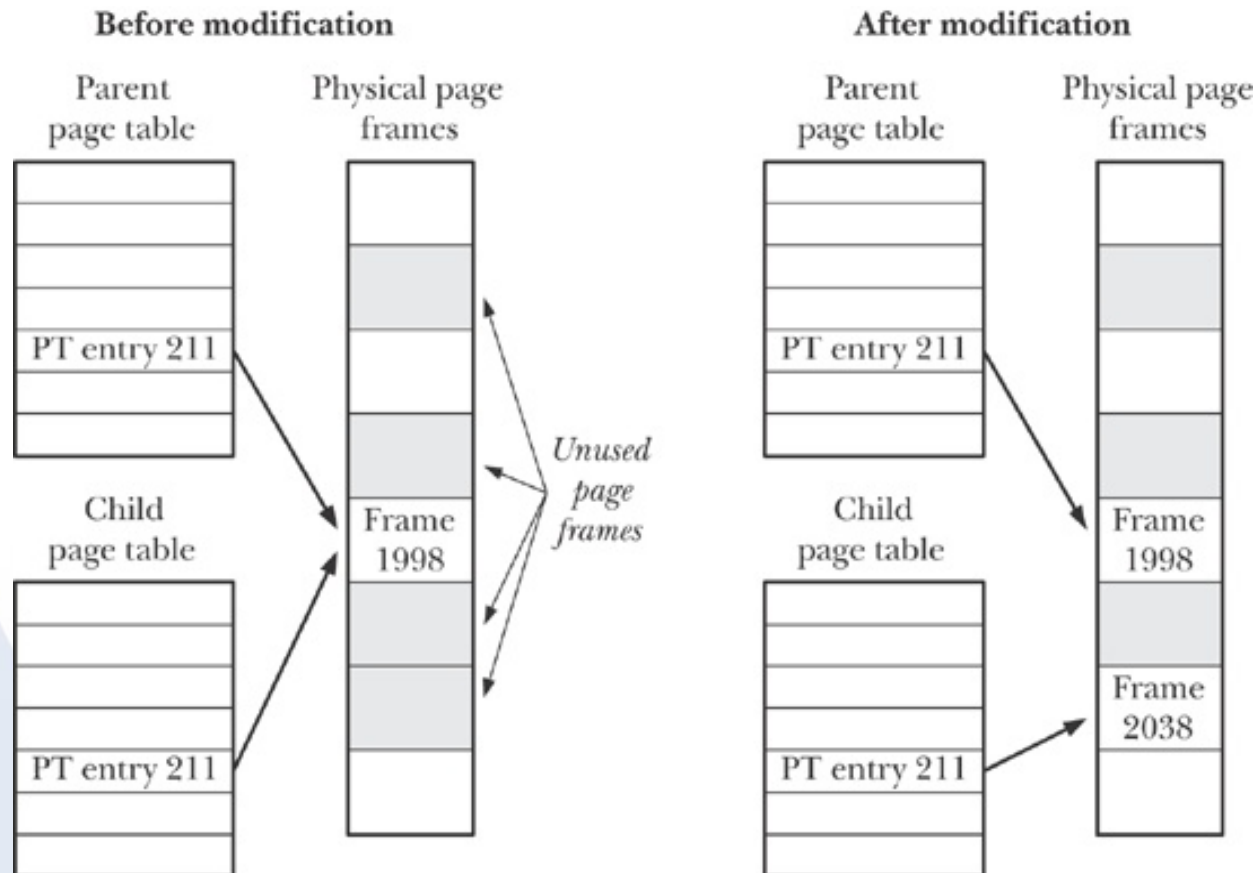 Before modification
Parent
page table
Physical page
frames
PT entry 211
Child
page table
PT entry 211
Frame
1998
Unused
page
frames
After modification
Parent
page table
Physical page
frames
PT entry 211
Child
page table
PT entry 211
Frame
1998
Frame
2038